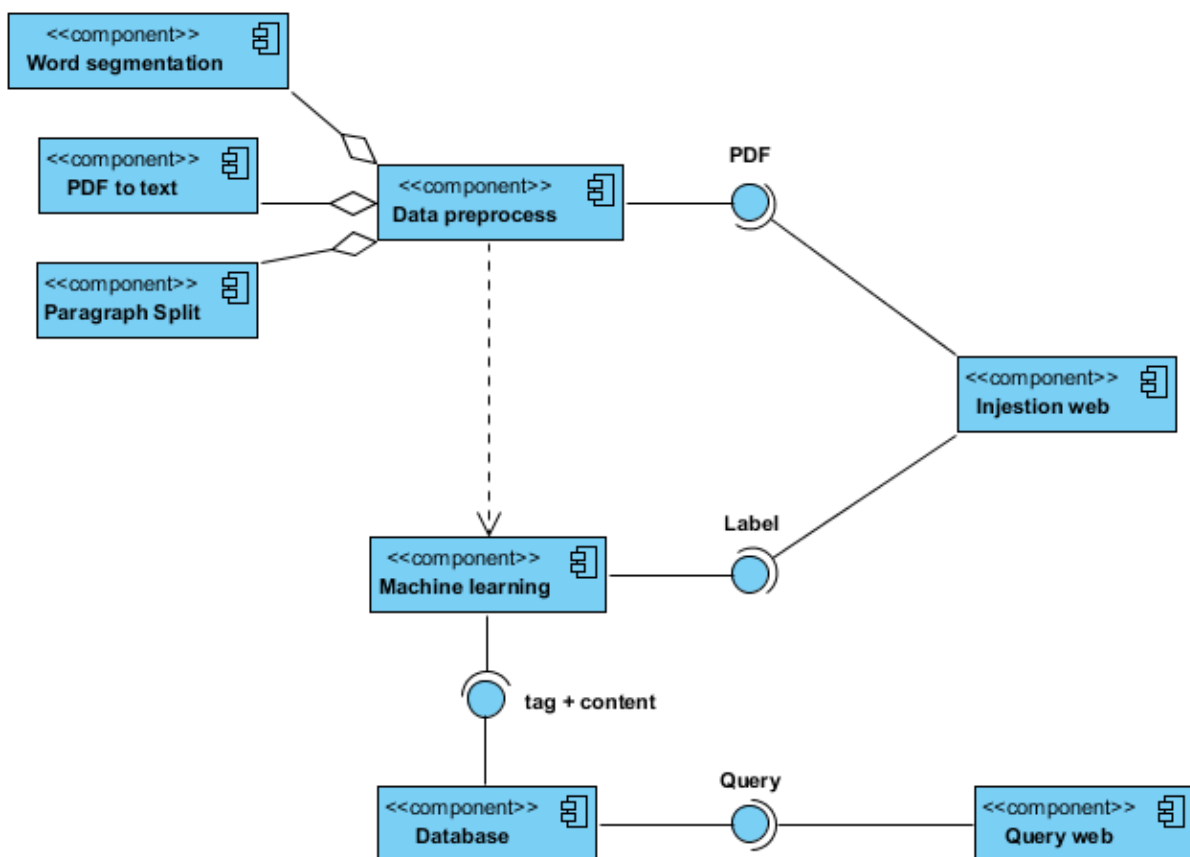 <<component>>
Word segmentation
<<component>>
PDF to text
<<component>>
Paragraph Split
<<component>>
Data preprocess
PDF
<<component>>
Injestion web
Label
<<component>>
Machine learning
tag + content
<<component>>
Database
Query
<<component>>
Query web